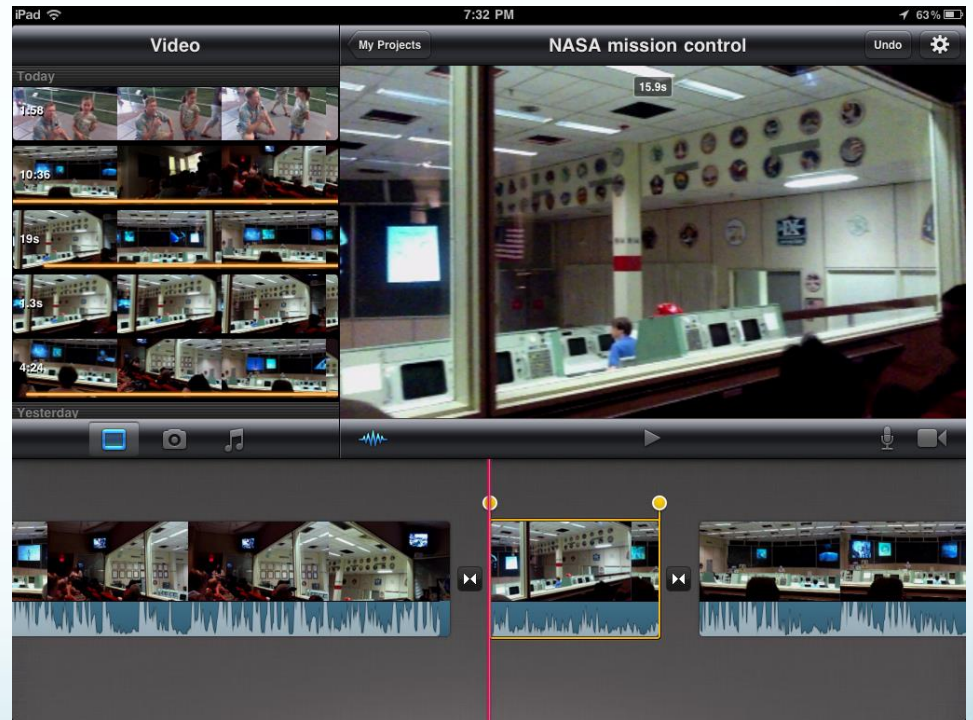 iPad 7:32 PM 63%
Video My Projects NASA mission control Undo
Today
15.9s
1:58
10:36
19s
1.3s
4:24
Yesterday